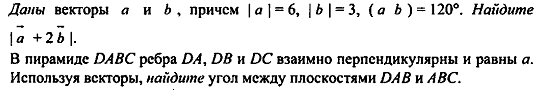 Даны векторы a и b , причем | a | = 6, | b | = 3, ( a b ) = 120°. Найдите
| a⃗ + 2 b⃗ |.
В пирамиде DABC ребра DA, DB и DC взаимно перпендикулярны и равны a.
Используя векторы, найдите угол между плоскостями DAB и ABC.